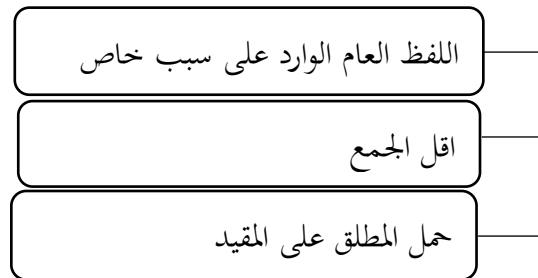 اللفظ العام الوارد على سبب خاص
اقل الجمع
حمل المطلق على المقيد